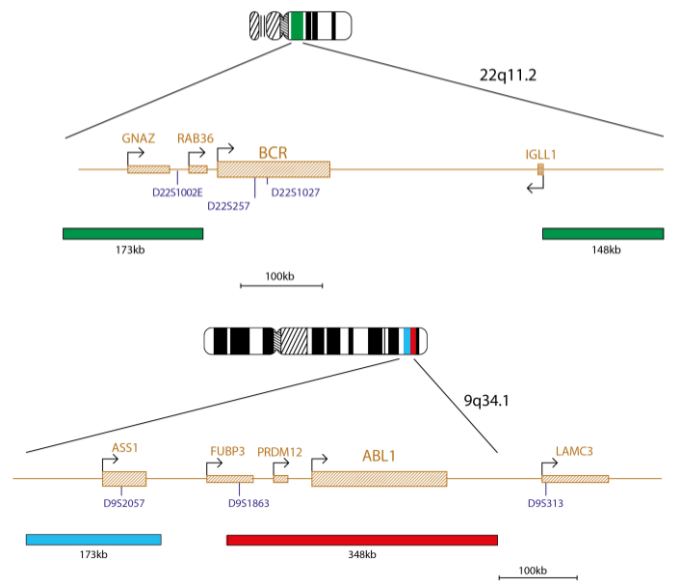 22q11.2
GNAZ RAB36 BCR IGLL1
D22S1002E D22S1027
D22S257
173kb 148kb
100kb
9q34.1
ASS1 FUBP3 PRDM12 ABL1 LAMC3
D9S2057 D9S1863 D9S313
173kb 348kb
100kb